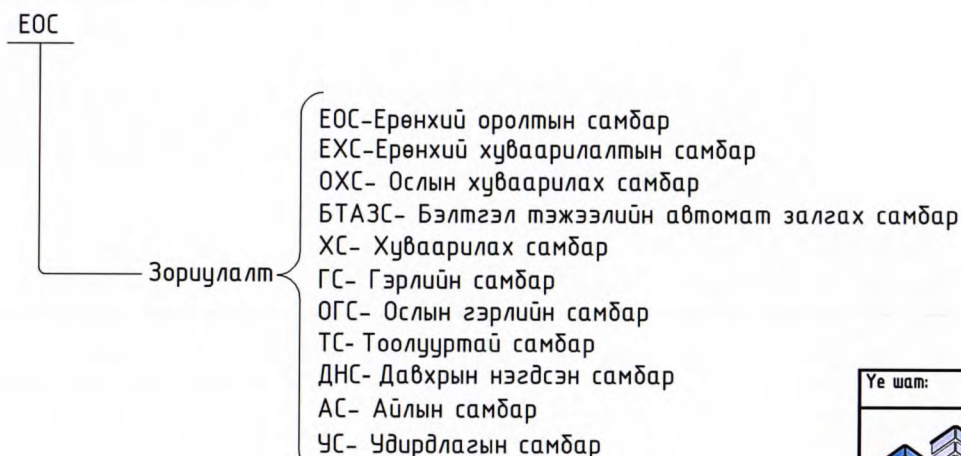 ЕОС
ЕОС-Ерөнхий оролтын самбар
ЕХС-Ерөнхий хуваарилалтын самбар
ОХС- Ослын хуваарилах самбар
БТАЗС- Бэлтгэл тэжээлийн автомат залгах самбар
ХС- Хуваарилах самбар
Зориулалт
ГС- Гэрлийн самбар
ОГС- Ослын гэрлийн самбар
ТС- Тоолууртай самбар
ДНС- Давхрын нэгдсэн самбар
АС- Айлын самбар
УС- Удирдлагын самбар
Үе шат: